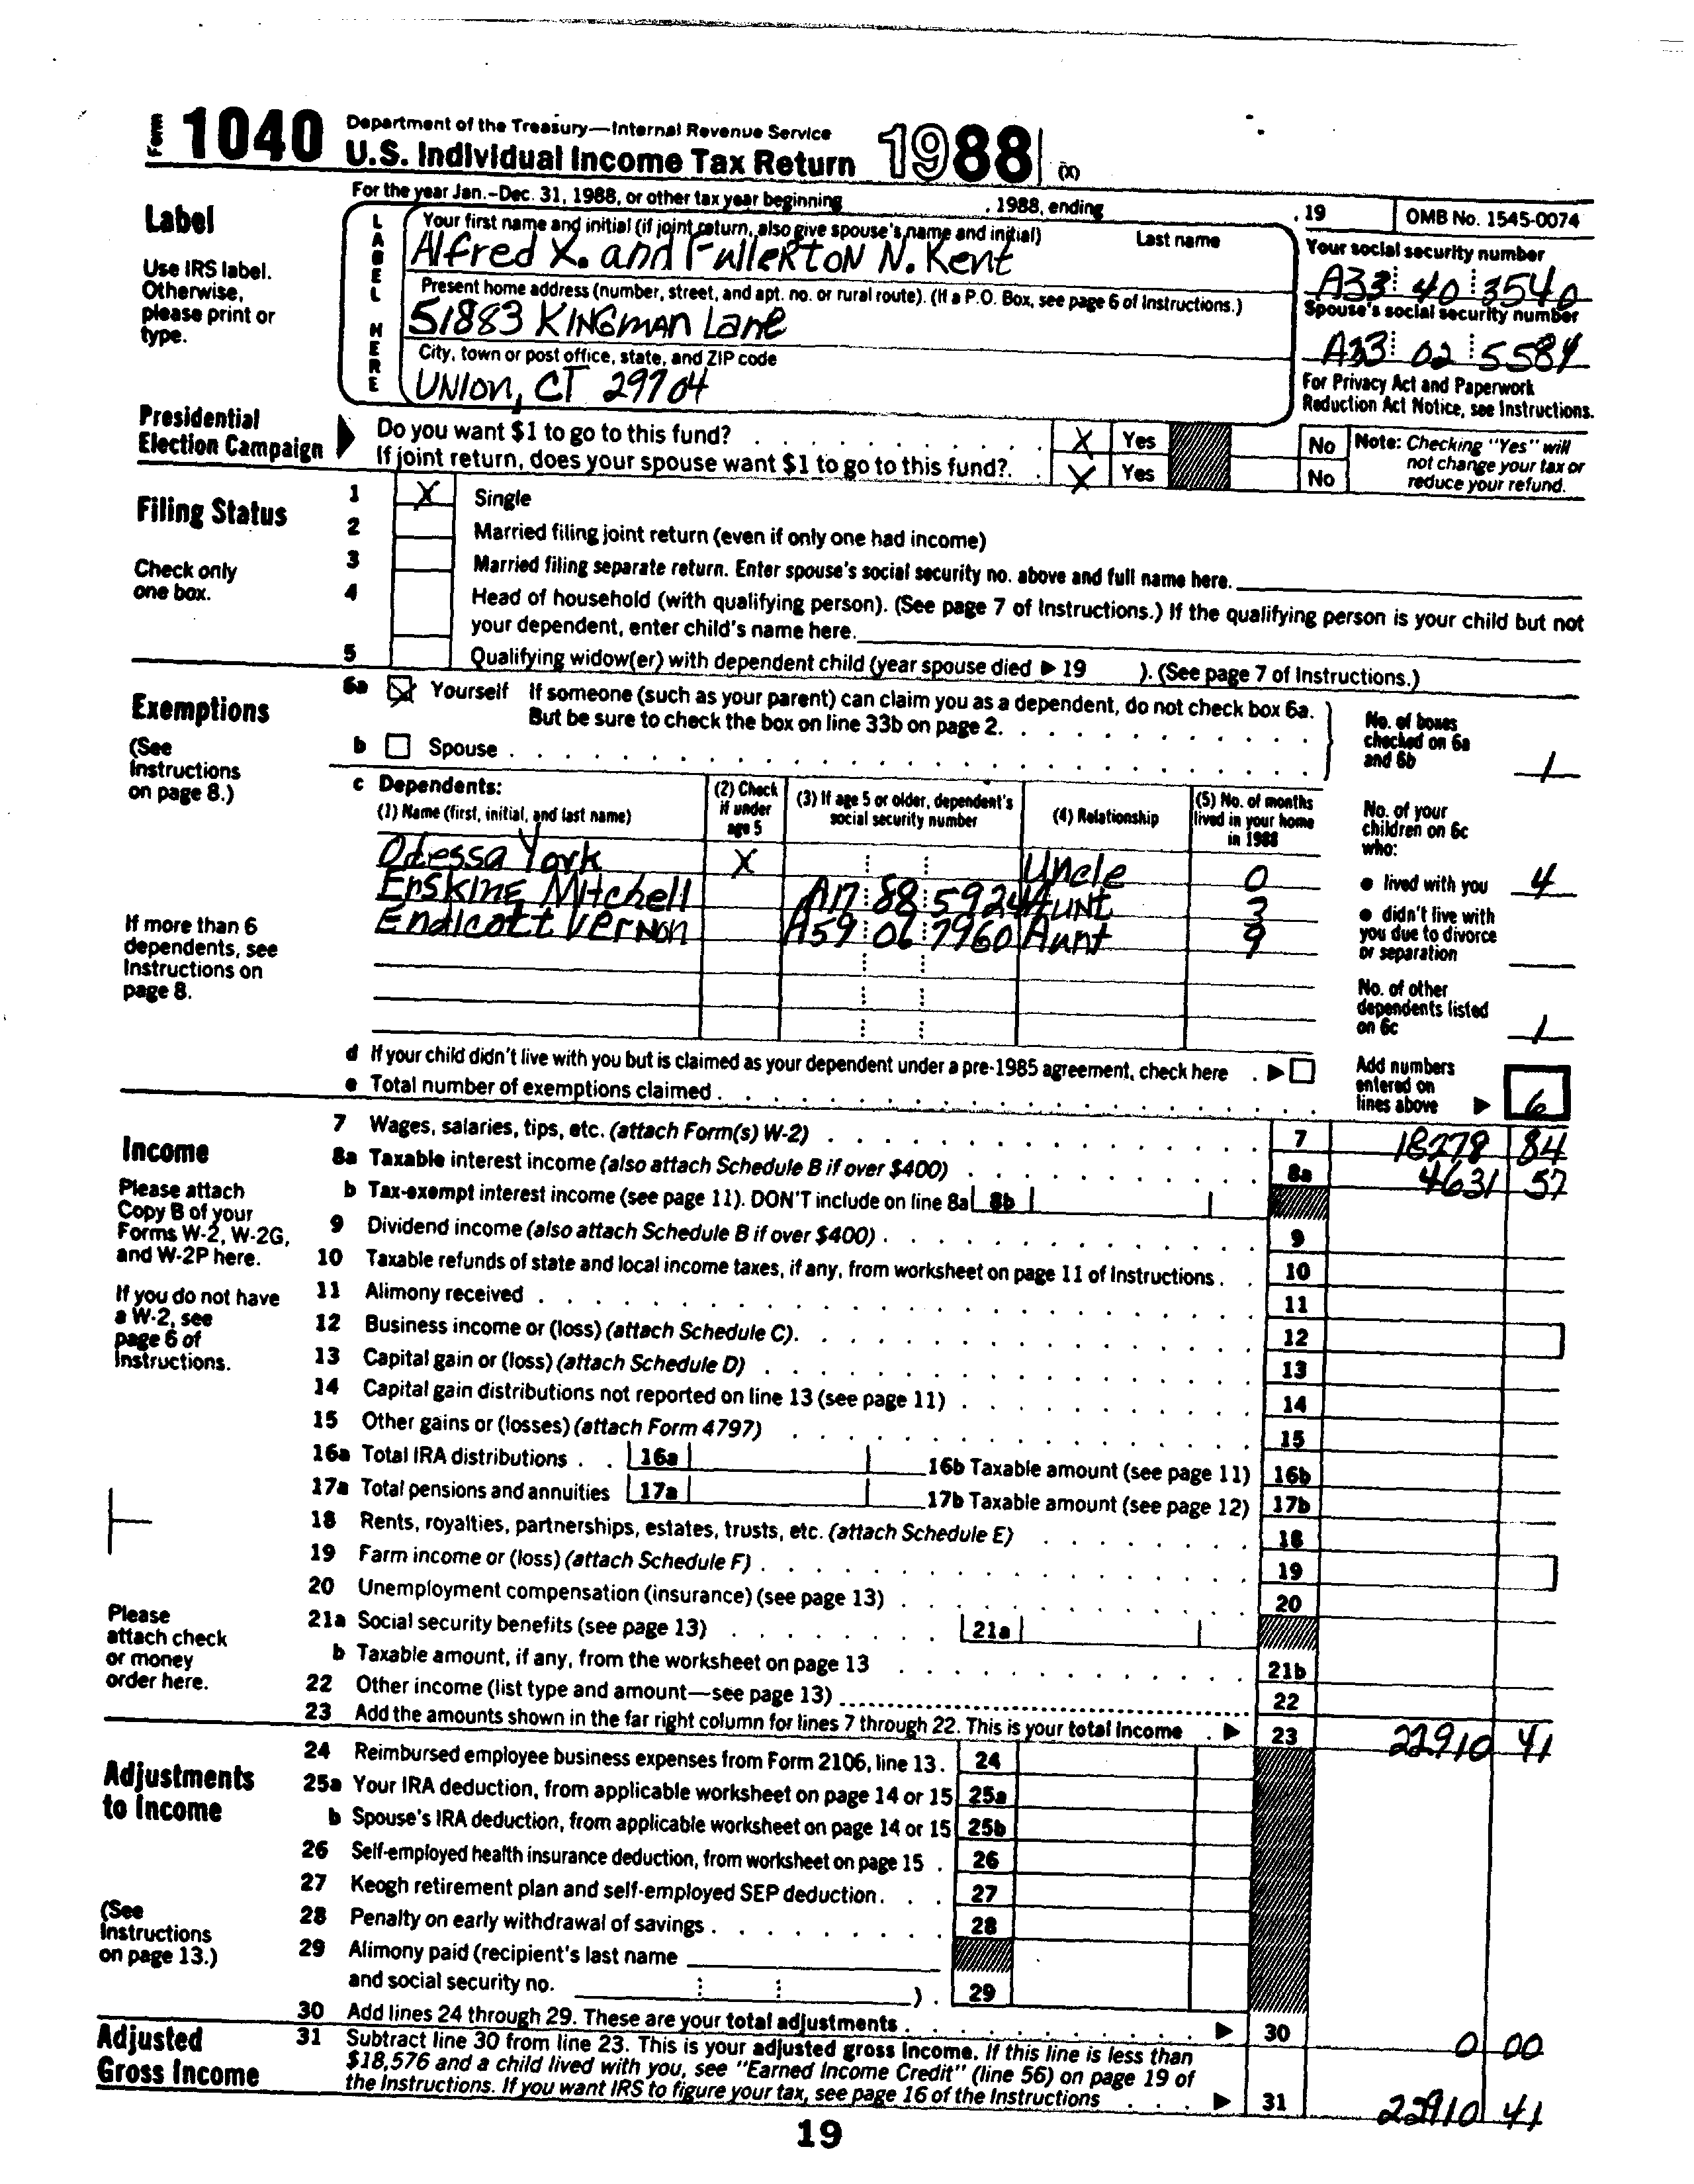 Form 1040 Department of the Treasury—Internal Revenue Service
U.S. Individual Income Tax Return 1988 (X)
For the year Jan.–Dec. 31, 1988, or other tax year beginning , 1988, ending , 19 OMB No. 1545-0074
Label
Use IRS label.
Otherwise,
please print or
type.
LABEL HERE
Your first name and initial (if joint return, also give spouse's name and initial) Last name
Alfred X. and Fullerton N. Kent
Your social security number
A33 40 3540
Present home address (number, street, and apt. no. or rural route). (If a P.O. Box, see page 6 of Instructions.)
51883 Kingman Lane
Spouse's social security number
A33 02 5584
City, town or post office, state, and ZIP code
Union, CT 29704
For Privacy Act and Paperwork
Reduction Act Notice, see Instructions.
Presidential
Election Campaign
Do you want $1 to go to this fund? X Yes No
If joint return, does your spouse want $1 to go to this fund? X Yes No
Note: Checking "Yes" will
not change your tax or
reduce your refund.
Filing Status
Check only
one box.
1 X Single
2 Married filing joint return (even if only one had income)
3 Married filing separate return. Enter spouse's social security no. above and full name here.
4 Head of household (with qualifying person). (See page 7 of Instructions.) If the qualifying person is your child but not
your dependent, enter child's name here.
5 Qualifying widow(er) with dependent child (year spouse died ▶ 19 ). (See page 7 of Instructions.)
Exemptions
(See
Instructions
on page 8.)
If more than 6
dependents, see
Instructions on
page 8.
6a X Yourself If someone (such as your parent) can claim you as a dependent, do not check box 6a.
But be sure to check the box on line 33b on page 2.
b Spouse
No. of boxes
checked on 6a
and 6b 1
c Dependents:
(1) Name (first, initial, and last name)
(2) Check
if under
age 5
(3) If age 5 or older, dependent's
social security number
(4) Relationship
(5) No. of months
lived in your home
in 1988
Odessa York X Uncle 0
Erskine Mitchell A17 88 5924 Aunt 3
Endicott Vernon A59 06 7960 Aunt 9
No. of your
children on 6c
who:
● lived with you 4
● didn't live with
you due to divorce
or separation
No. of other
dependents listed
on 6c 1
d If your child didn't live with you but is claimed as your dependent under a pre-1985 agreement, check here ▶
e Total number of exemptions claimed
Add numbers
entered on
lines above ▶ 6
Income
Please attach
Copy B of your
Forms W-2, W-2G,
and W-2P here.
If you do not have
a W-2, see
page 6 of
Instructions.
Please
attach check
or money
order here.
7 Wages, salaries, tips, etc. (attach Form(s) W-2) 7 18278 84
8a Taxable interest income (also attach Schedule B if over $400) 8a 4631 57
b Tax-exempt interest income (see page 11). DON'T include on line 8a 8b
9 Dividend income (also attach Schedule B if over $400) 9
10 Taxable refunds of state and local income taxes, if any, from worksheet on page 11 of Instructions 10
11 Alimony received 11
12 Business income or (loss) (attach Schedule C) 12
13 Capital gain or (loss) (attach Schedule D) 13
14 Capital gain distributions not reported on line 13 (see page 11) 14
15 Other gains or (losses) (attach Form 4797) 15
16a Total IRA distributions 16a 16b Taxable amount (see page 11) 16b
17a Total pensions and annuities 17a 17b Taxable amount (see page 12) 17b
18 Rents, royalties, partnerships, estates, trusts, etc. (attach Schedule E) 18
19 Farm income or (loss) (attach Schedule F) 19
20 Unemployment compensation (insurance) (see page 13) 20
21a Social security benefits (see page 13) 21a
b Taxable amount, if any, from the worksheet on page 13 21b
22 Other income (list type and amount—see page 13) 22
23 Add the amounts shown in the far right column for lines 7 through 22. This is your total income ▶ 23 22910 41
Adjustments
to Income
(See
Instructions
on page 13.)
24 Reimbursed employee business expenses from Form 2106, line 13. 24
25a Your IRA deduction, from applicable worksheet on page 14 or 15 25a
b Spouse's IRA deduction, from applicable worksheet on page 14 or 15 25b
26 Self-employed health insurance deduction, from worksheet on page 15 26
27 Keogh retirement plan and self-employed SEP deduction 27
28 Penalty on early withdrawal of savings 28
29 Alimony paid (recipient's last name
and social security no. ) 29
30 Add lines 24 through 29. These are your total adjustments ▶ 30 0 00
Adjusted
Gross Income
31 Subtract line 30 from line 23. This is your adjusted gross income. If this line is less than
$18,576 and a child lived with you, see "Earned Income Credit" (line 56) on page 19 of
the Instructions. If you want IRS to figure your tax, see page 16 of the Instructions ▶ 31 22910 41
19